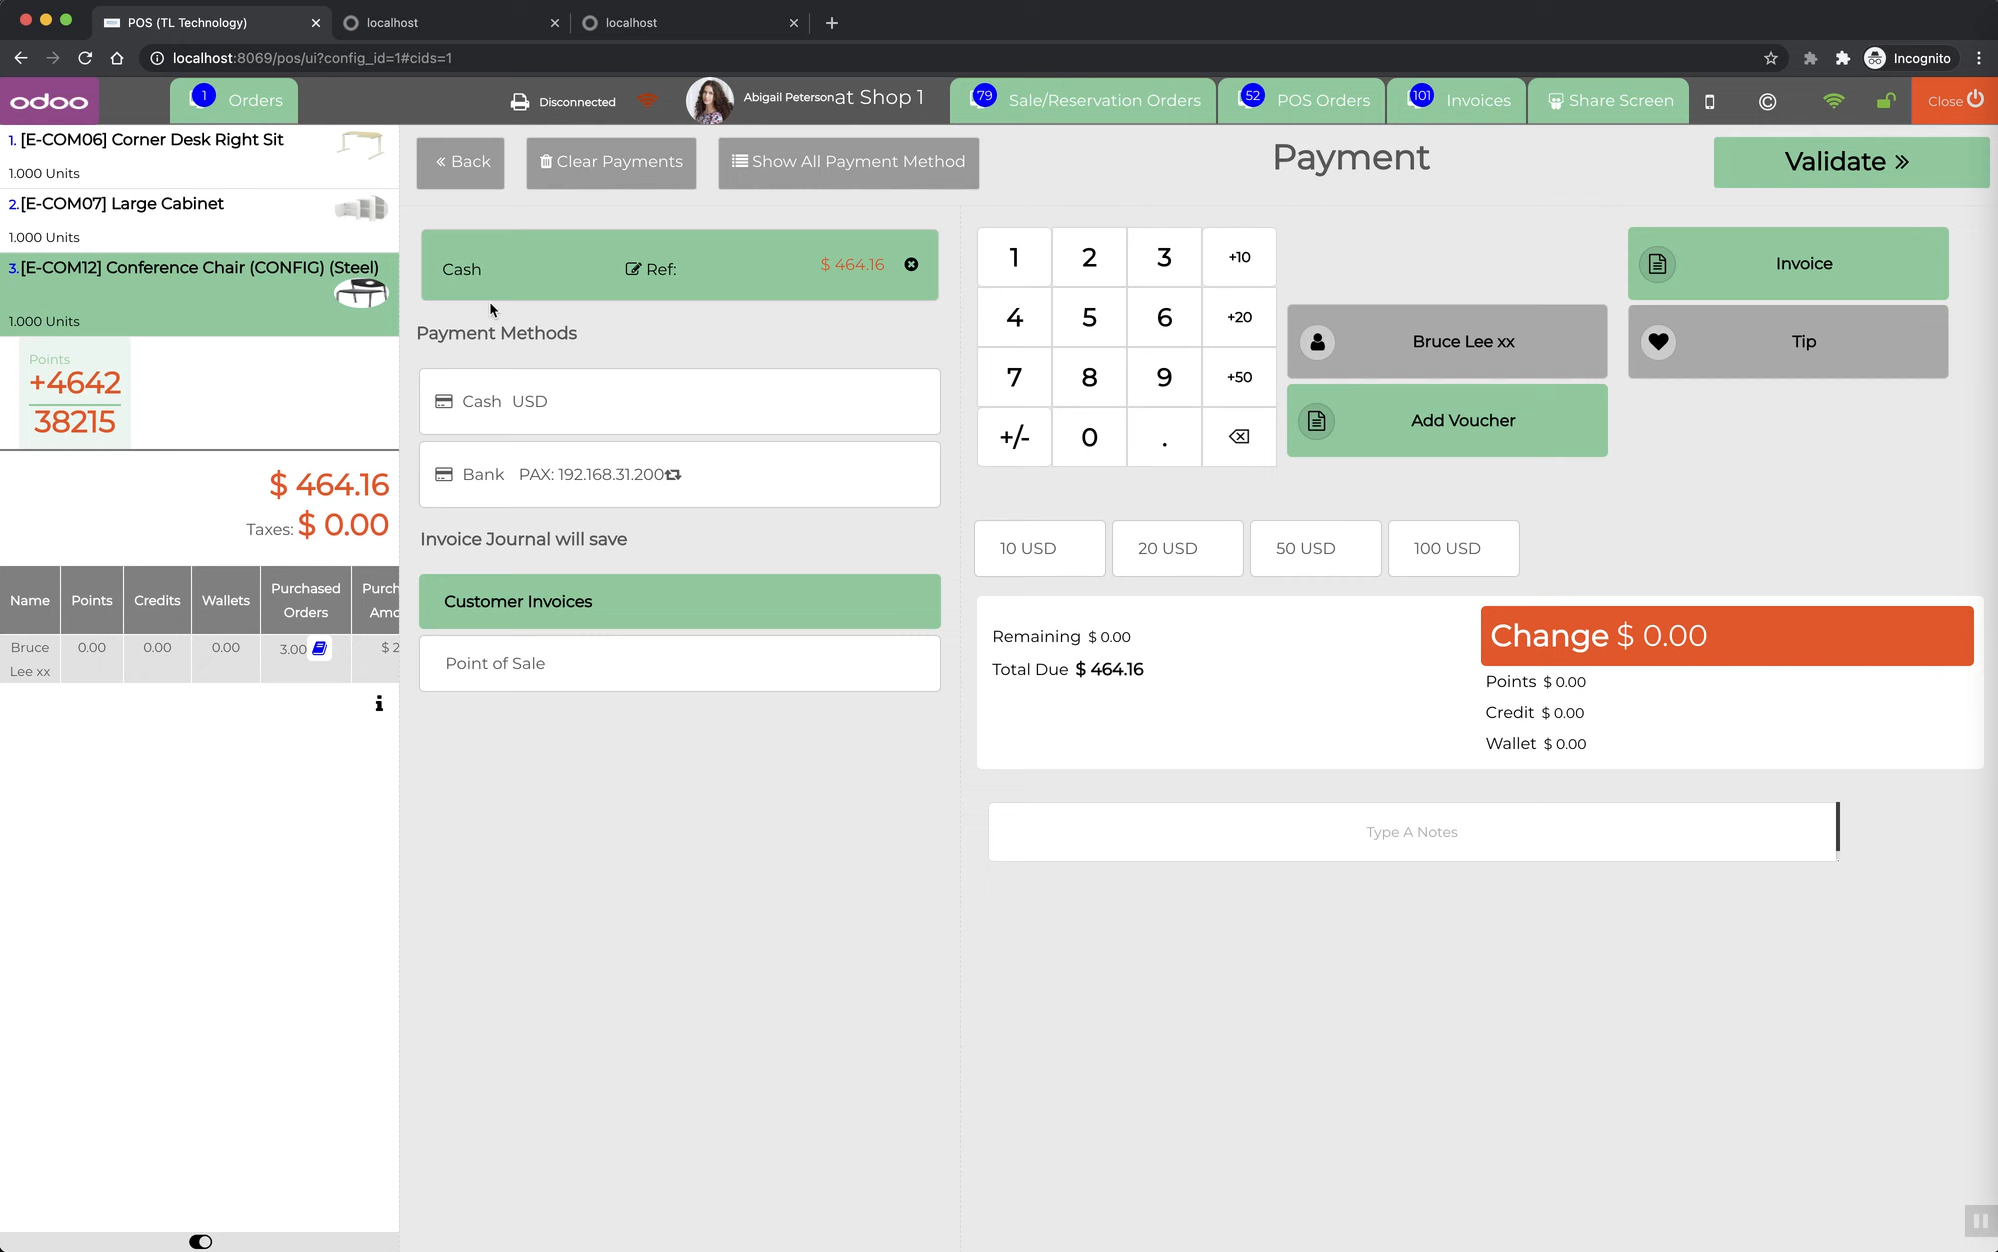 POS (TL Technology)
localhost
localhost
localhost:8069/pos/ui?config_id=1#cids=1
Incognito
odoo
1
Orders
Disconnected
Abigail Peterson
at Shop 1
79
Sale/Reservation Orders
52
POS Orders
101
Invoices
Share Screen
Close
1. [E-COM06] Corner Desk Right Sit
1.000 Units
2.[E-COM07] Large Cabinet
1.000 Units
3.[E-COM12] Conference Chair (CONFIG) (Steel)
1.000 Units
Points
+4642
38215
$ 464.16
Taxes: $ 0.00
Name Points Credits Wallets Purchased Orders Purch Amo
Bruce Lee xx 0.00 0.00 0.00 3.00 $ 2
« Back
Clear Payments
Show All Payment Method
Payment
Validate »
Cash
Ref:
$ 464.16
Payment Methods
Cash USD
Bank PAX: 192.168.31.200
Invoice Journal will save
Customer Invoices
Point of Sale
1 2 3 +10
4 5 6 +20
7 8 9 +50
+/- 0 .
Invoice
Bruce Lee xx
Tip
Add Voucher
10 USD
20 USD
50 USD
100 USD
Remaining $ 0.00
Total Due $ 464.16
Change $ 0.00
Points $ 0.00
Credit $ 0.00
Wallet $ 0.00
Type A Notes